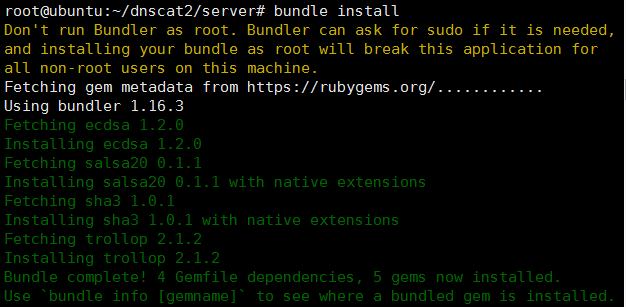 root@ubuntu:~/dnscat2/server# bundle install
Don't run Bundler as root. Bundler can ask for sudo if it is needed,
and installing your bundle as root will break this application for
all non-root users on this machine.
Fetching gem metadata from https://rubygems.org/............
Using bundler 1.16.3
Fetching ecdsa 1.2.0
Installing ecdsa 1.2.0
Fetching salsa20 0.1.1
Installing salsa20 0.1.1 with native extensions
Fetching sha3 1.0.1
Installing sha3 1.0.1 with native extensions
Fetching trollop 2.1.2
Installing trollop 2.1.2
Bundle complete! 4 Gemfile dependencies, 5 gems now installed.
Use `bundle info [gemname]` to see where a bundled gem is installed.